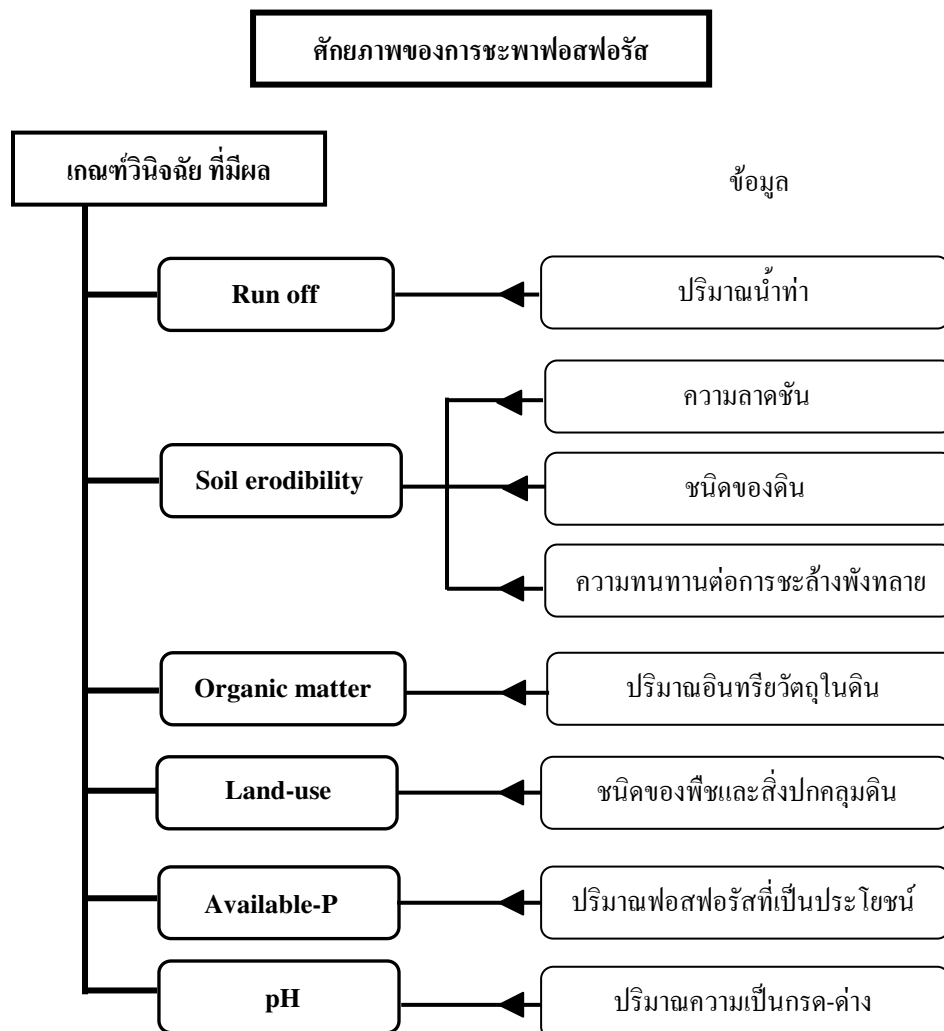 ศักยภาพของการชะพาฟอสฟอรัส
เกณฑ์วินิจฉัย ที่มีผล
ข้อมูล
Run off
ปริมาณน้ำท่า
ความลาดชัน
Soil erodibility
ชนิดของดิน
ความทนทานต่อการชะล้างพังทลาย
Organic matter
ปริมาณอินทรียวัตถุในดิน
Land-use
ชนิดของพืชและสิ่งปกคลุมดิน
Available-P
ปริมาณฟอสฟอรัสที่เป็นประโยชน์
pH
ปริมาณความเป็นกรด-ด่าง